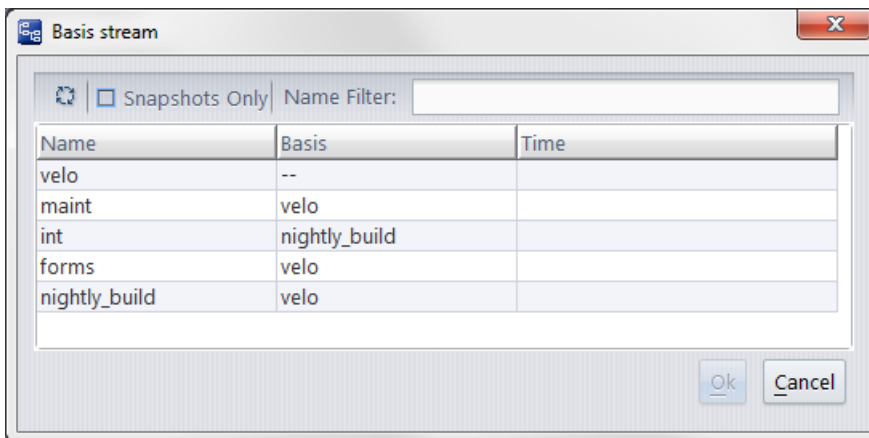 Basis stream
Snapshots Only Name Filter:
Name Basis Time
velo --
maint velo
int nightly_build
forms velo
nightly_build velo
Ok Cancel